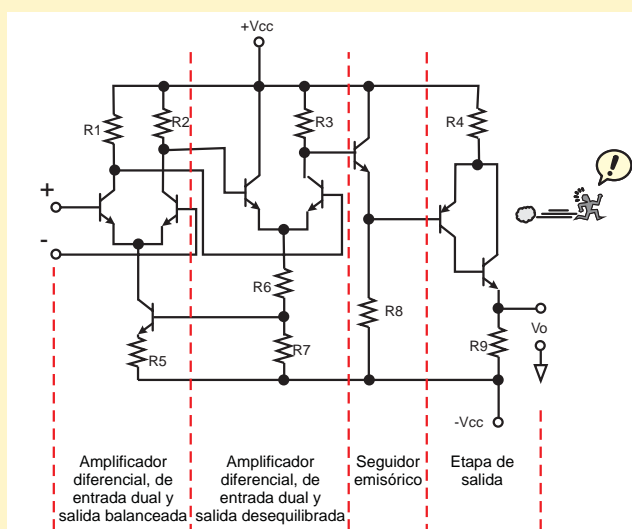 +Vcc
R1
R2
R3
R4
+
-
R6
R8
R5
R7
R9
Vo
-Vcc
Amplificador
diferencial, de
entrada dual y
salida balanceada
Amplificador
diferencial, de
entrada dual y
salida desequilibrada
Seguidor
emisórico
Etapa de
salida
!